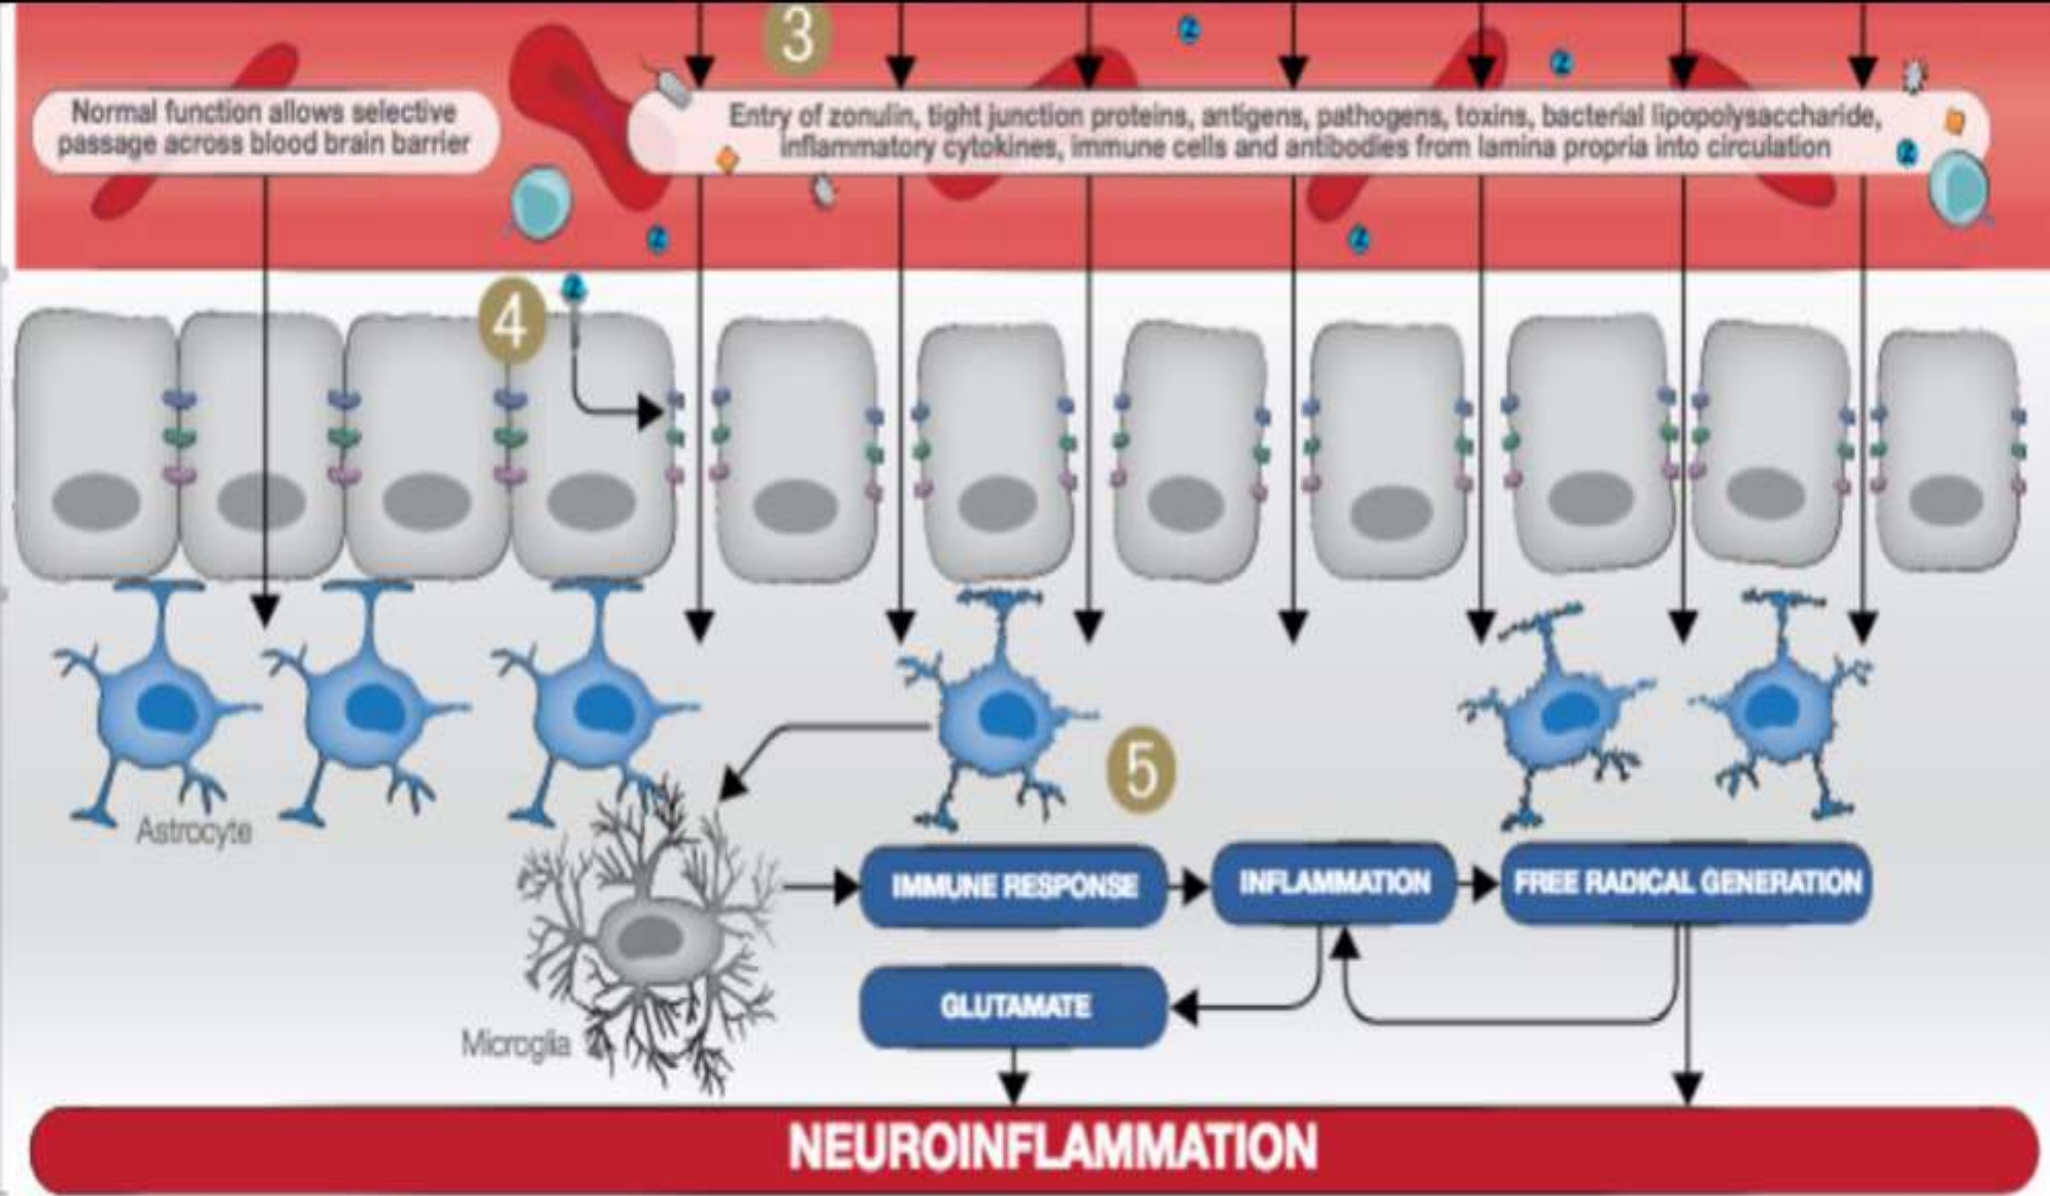 3
Normal function allows selective
passage across blood brain barrier
Entry of zonulin, tight junction proteins, antigens, pathogens, toxins, bacterial lipopolysaccharide,
inflammatory cytokines, immune cells and antibodies from lamina propria into circulation
Z
Z
Z
Z
Z
Z
4
5
Astrocyte
IMMUNE RESPONSE
INFLAMMATION
FREE RADICAL GENERATION
GLUTAMATE
Microglia
NEUROINFLAMMATION